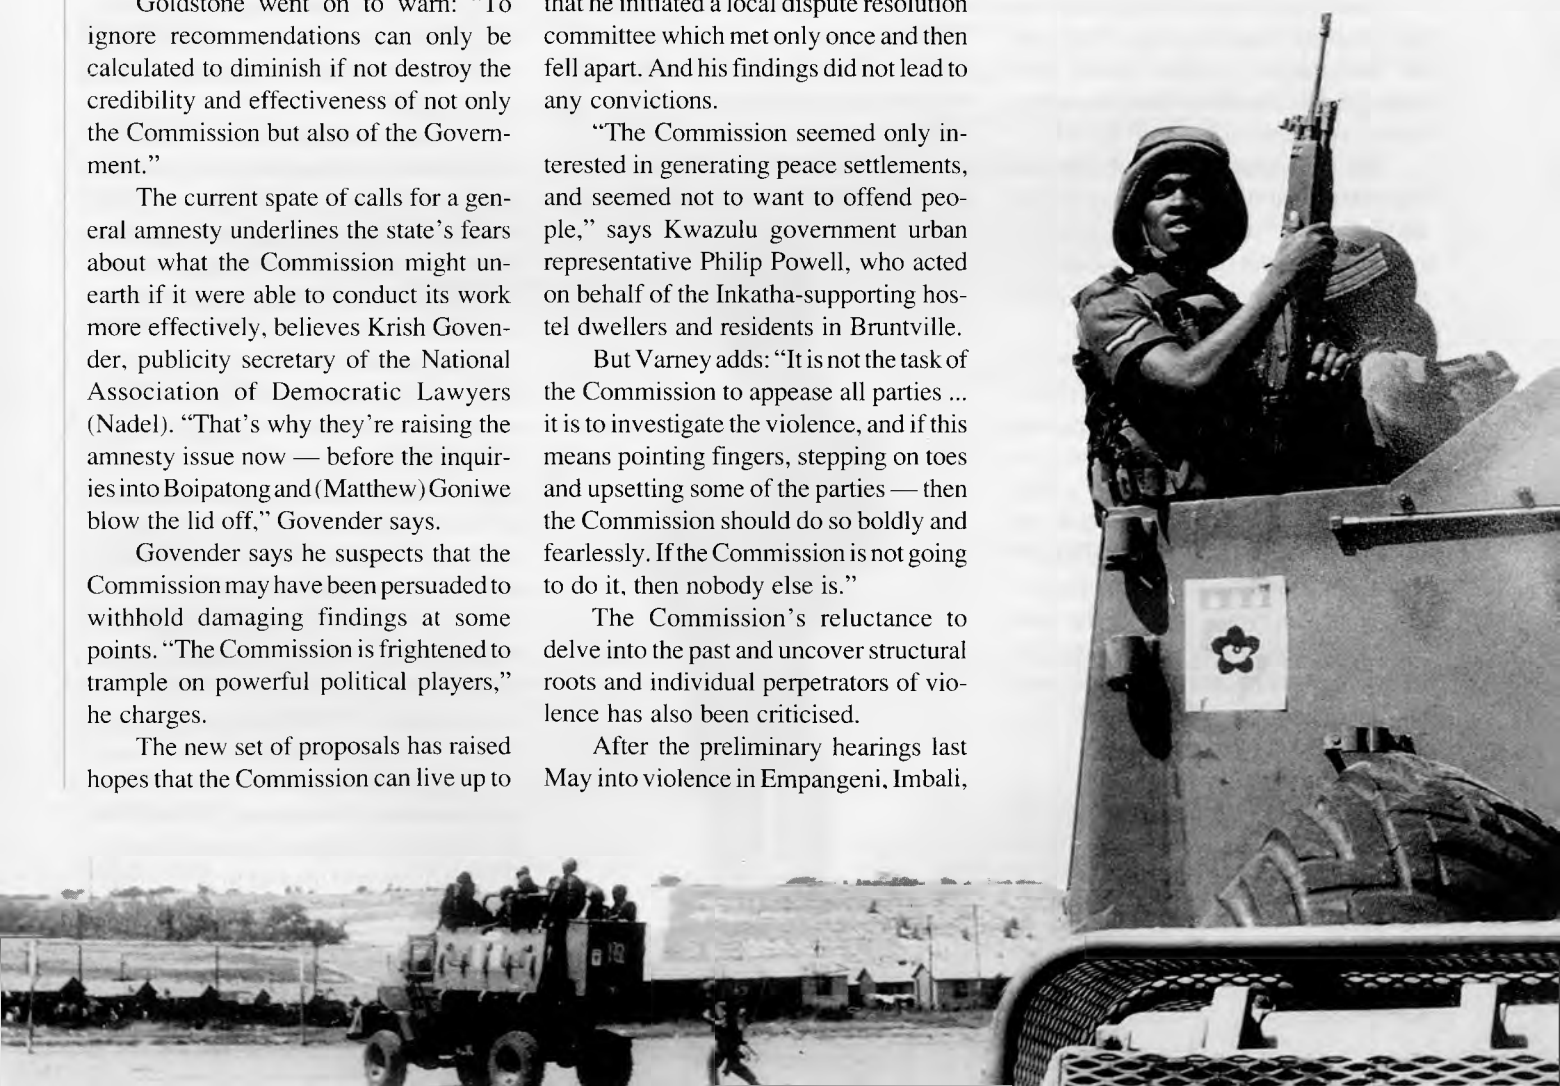 Goldstone went on to warn: "To
ignore recommendations can only be
calculated to diminish if not destroy the
credibility and effectiveness of not only
the Commission but also of the Govern-
ment."
The current spate of calls for a gen-
eral amnesty underlines the state's fears
about what the Commission might un-
earth if it were able to conduct its work
more effectively, believes Krish Goven-
der, publicity secretary of the National
Association of Democratic Lawyers
(Nadel). "That's why they're raising the
amnesty issue now — before the inquir-
ies into Boipatong and (Matthew) Goniwe
blow the lid off," Govender says.
Govender says he suspects that the
Commission may have been persuaded to
withhold damaging findings at some
points. "The Commission is frightened to
trample on powerful political players,"
he charges.
The new set of proposals has raised
hopes that the Commission can live up to
that he initiated a local dispute resolution
committee which met only once and then
fell apart. And his findings did not lead to
any convictions.
"The Commission seemed only in-
terested in generating peace settlements,
and seemed not to want to offend peo-
ple," says Kwazulu government urban
representative Philip Powell, who acted
on behalf of the Inkatha-supporting hos-
tel dwellers and residents in Bruntville.
But Varney adds: "It is not the task of
the Commission to appease all parties ...
it is to investigate the violence, and if this
means pointing fingers, stepping on toes
and upsetting some of the parties — then
the Commission should do so boldly and
fearlessly. If the Commission is not going
to do it, then nobody else is."
The Commission's reluctance to
delve into the past and uncover structural
roots and individual perpetrators of vio-
lence has also been criticised.
After the preliminary hearings last
May into violence in Empangeni, Imbali,